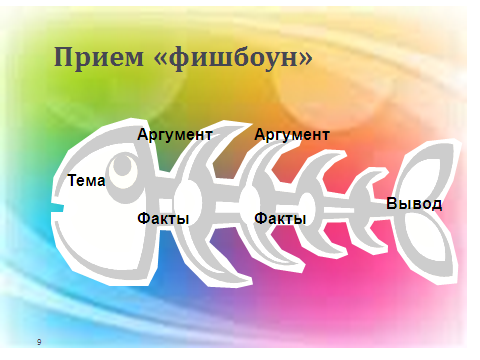 Прием «фишбоун»
Аргумент Аргумент
Тема
Вывод
Факты Факты
9